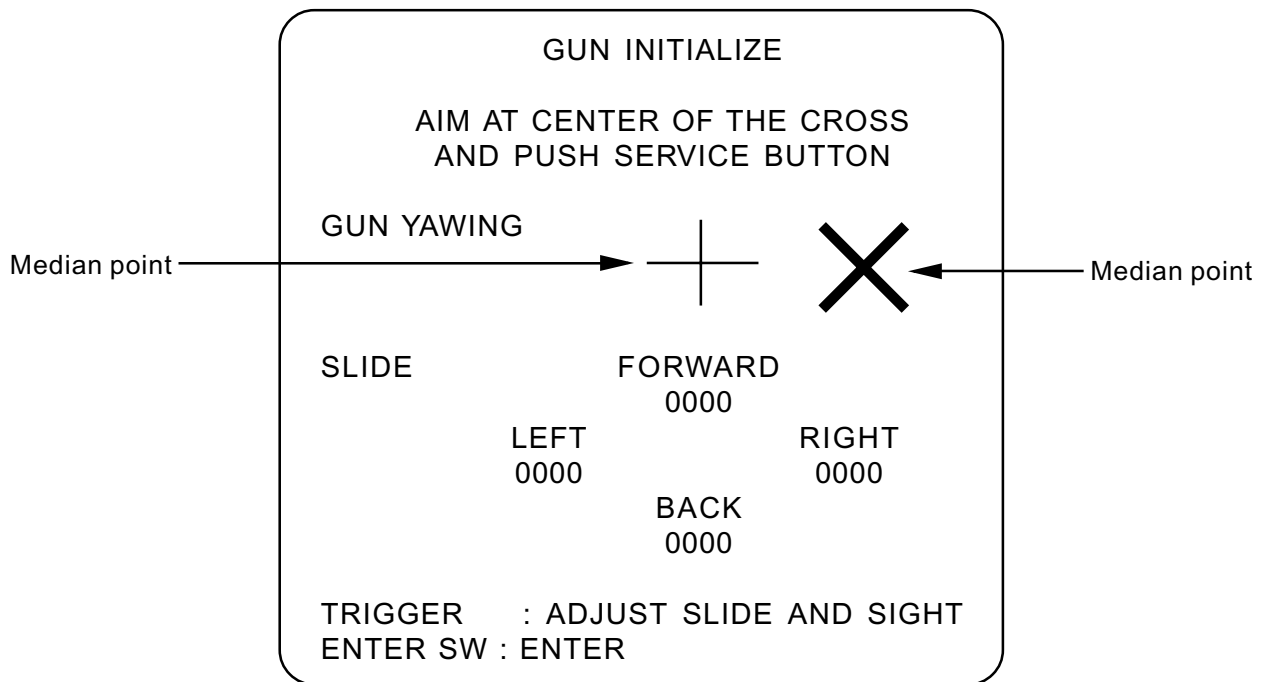 GUN INITIALIZE
AIM AT CENTER OF THE CROSS
AND PUSH SERVICE BUTTON
GUN YAWING
Median point
Median point
SLIDE
FORWARD
0000
LEFT
0000
RIGHT
0000
BACK
0000
TRIGGER : ADJUST SLIDE AND SIGHT
ENTER SW : ENTER